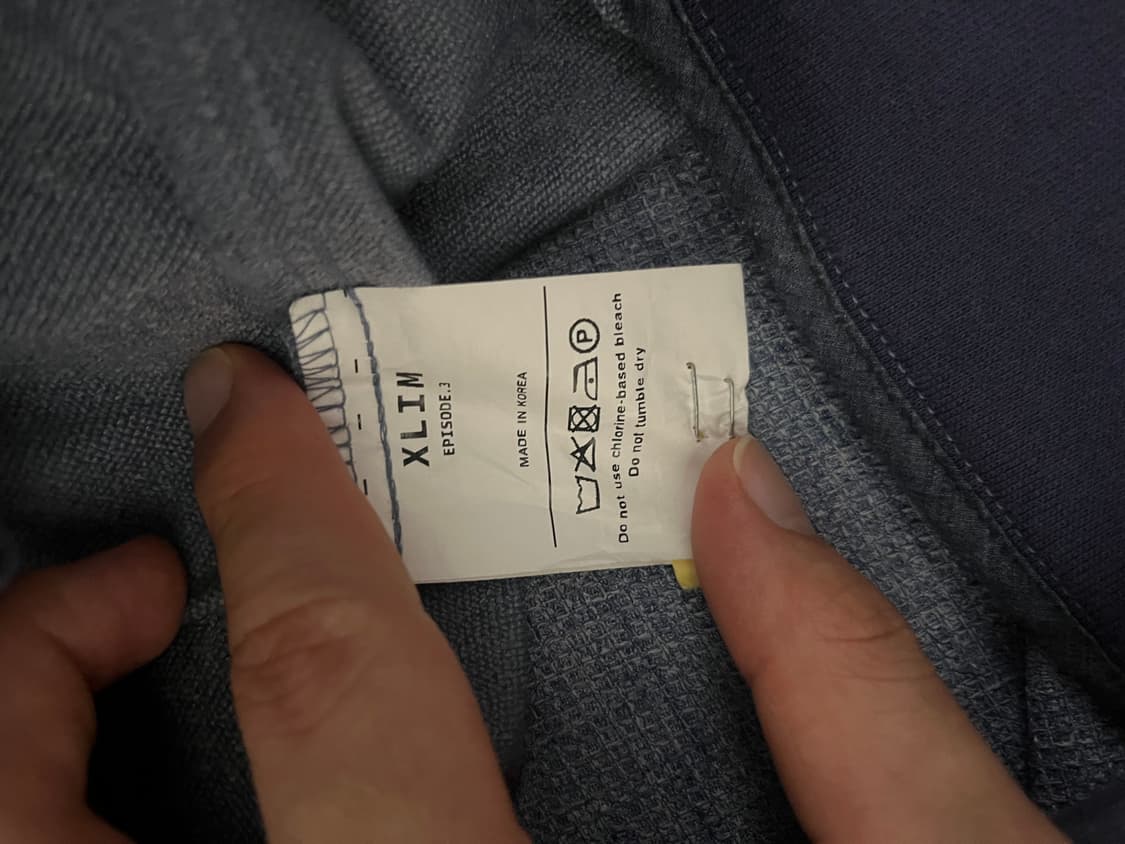 XLIM
EPISODE.3
MADE IN KOREA
P
Do not use chlorine-based bleach
Do not tumble dry